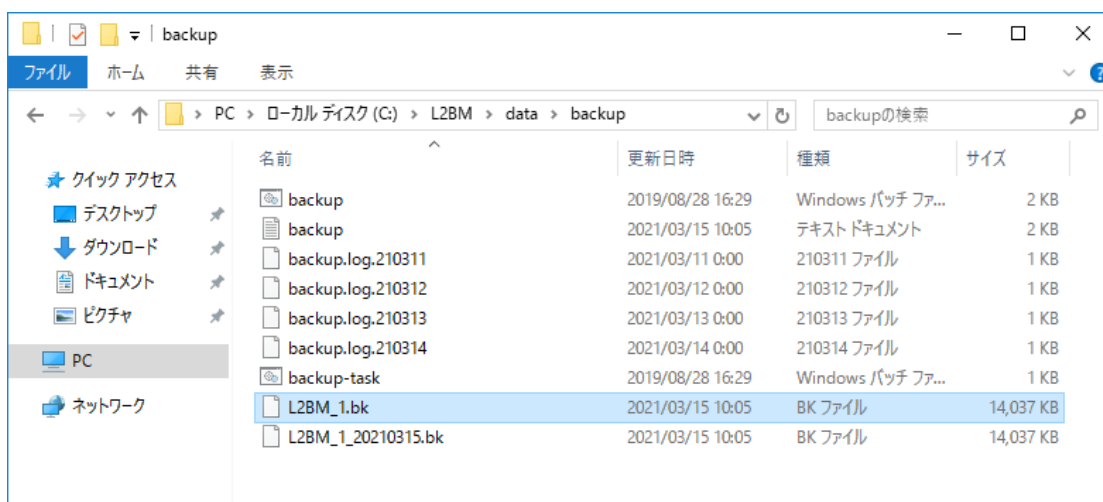 backup
ファイル ホーム 共有 表示
PC > ローカル ディスク (C:) > L2BM > data > backup backupの検索
クイック アクセス
デスクトップ
ダウンロード
ドキュメント
ピクチャ
PC
ネットワーク
名前 更新日時 種類 サイズ
backup 2019/08/28 16:29 Windows バッチ ファ... 2 KB
backup 2021/03/15 10:05 テキスト ドキュメント 2 KB
backup.log.210311 2021/03/11 0:00 210311 ファイル 1 KB
backup.log.210312 2021/03/12 0:00 210312 ファイル 1 KB
backup.log.210313 2021/03/13 0:00 210313 ファイル 1 KB
backup.log.210314 2021/03/14 0:00 210314 ファイル 1 KB
backup-task 2019/08/28 16:29 Windows バッチ ファ... 1 KB
L2BM_1.bk 2021/03/15 10:05 BK ファイル 14,037 KB
L2BM_1_20210315.bk 2021/03/15 10:05 BK ファイル 14,037 KB